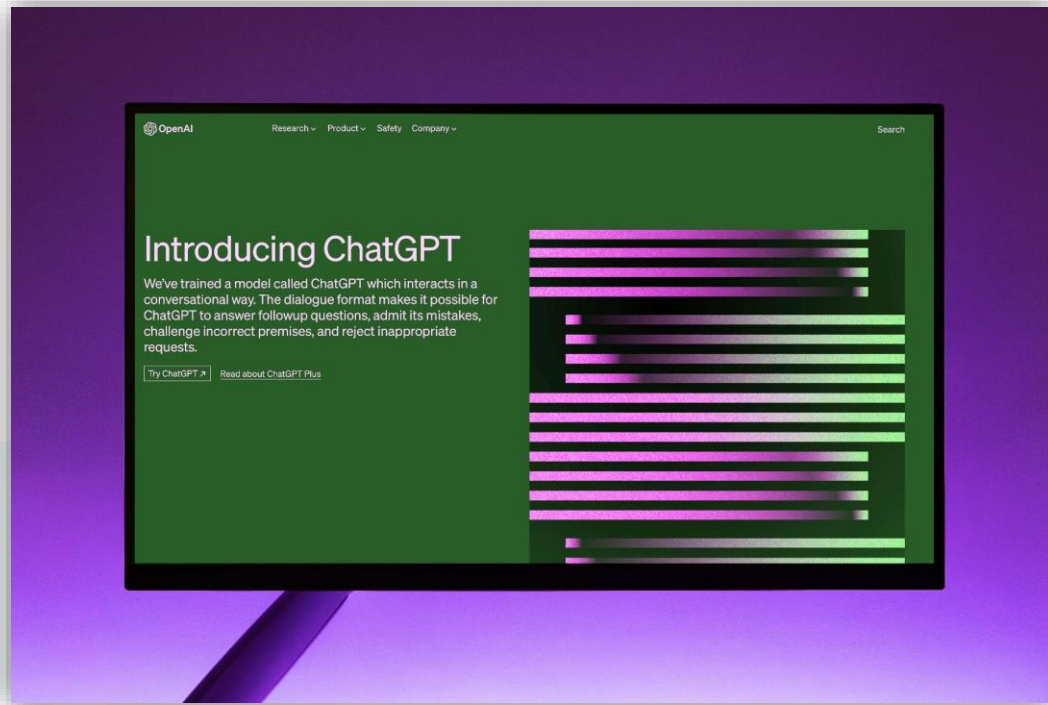 OpenAI
Research Product Safety Company
Search
Introducing ChatGPT
We've trained a model called ChatGPT which interacts in a
conversational way. The dialogue format makes it possible for
ChatGPT to answer followup questions, admit its mistakes,
challenge incorrect premises, and reject inappropriate
requests.
Try ChatGPT ↗ Read about ChatGPT Plus